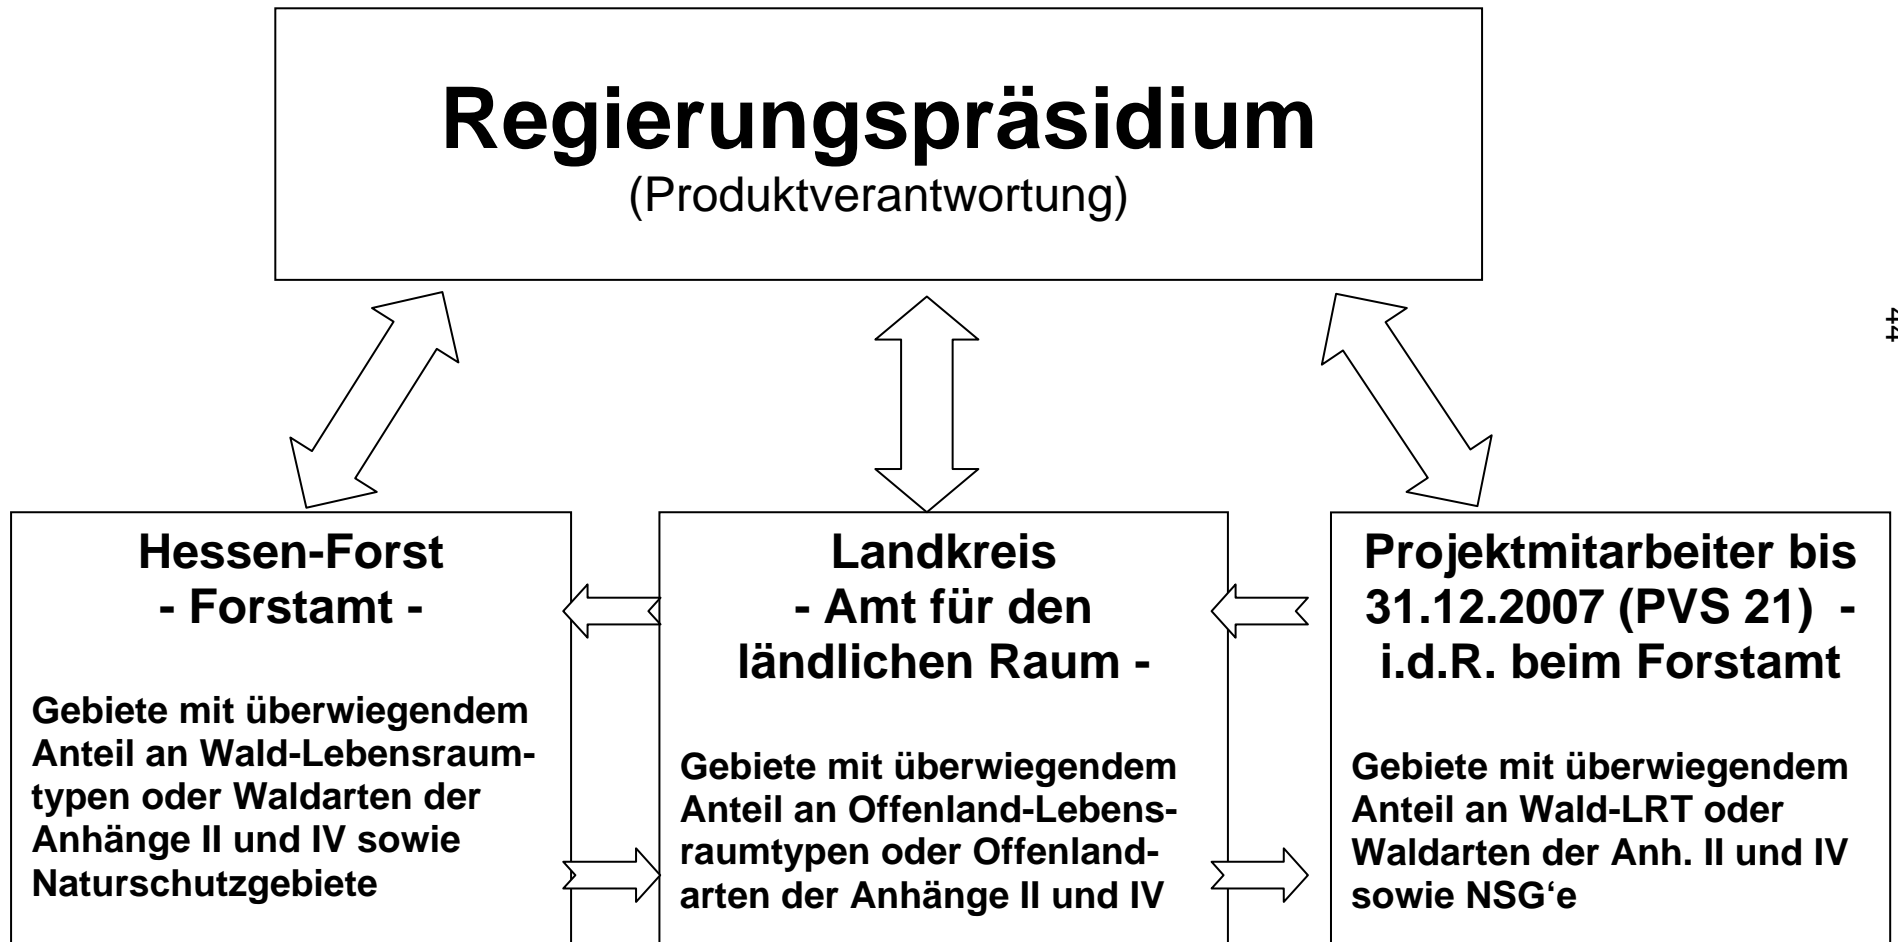 Regierungspräsidium
(Produktverantwortung)
44
Hessen-Forst
- Forstamt -
Gebiete mit überwiegendem
Anteil an Wald-Lebensraum-
typen oder Waldarten der
Anhänge II und IV sowie
Naturschutzgebiete
Landkreis
- Amt für den
ländlichen Raum -
Gebiete mit überwiegendem
Anteil an Offenland-Lebens-
raumtypen oder Offenland-
arten der Anhänge II und IV
Projektmitarbeiter bis
31.12.2007 (PVS 21)  -
i.d.R. beim Forstamt
Gebiete mit überwiegendem
Anteil an Wald-LRT oder
Waldarten der Anh. II und IV
sowie NSG‘e